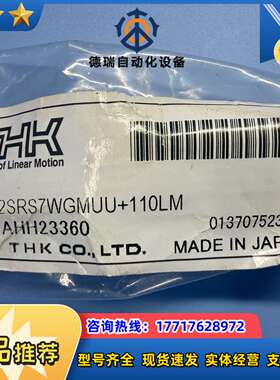 德瑞自动化设备
THK
of Linear Motion
2SRS7WGMUU+110LM
AHH23360
013707523
THK CO., LTD.
MADE IN JAP
咨询热线：17717628972
品推荐
型号齐全 现货速发 实体经营